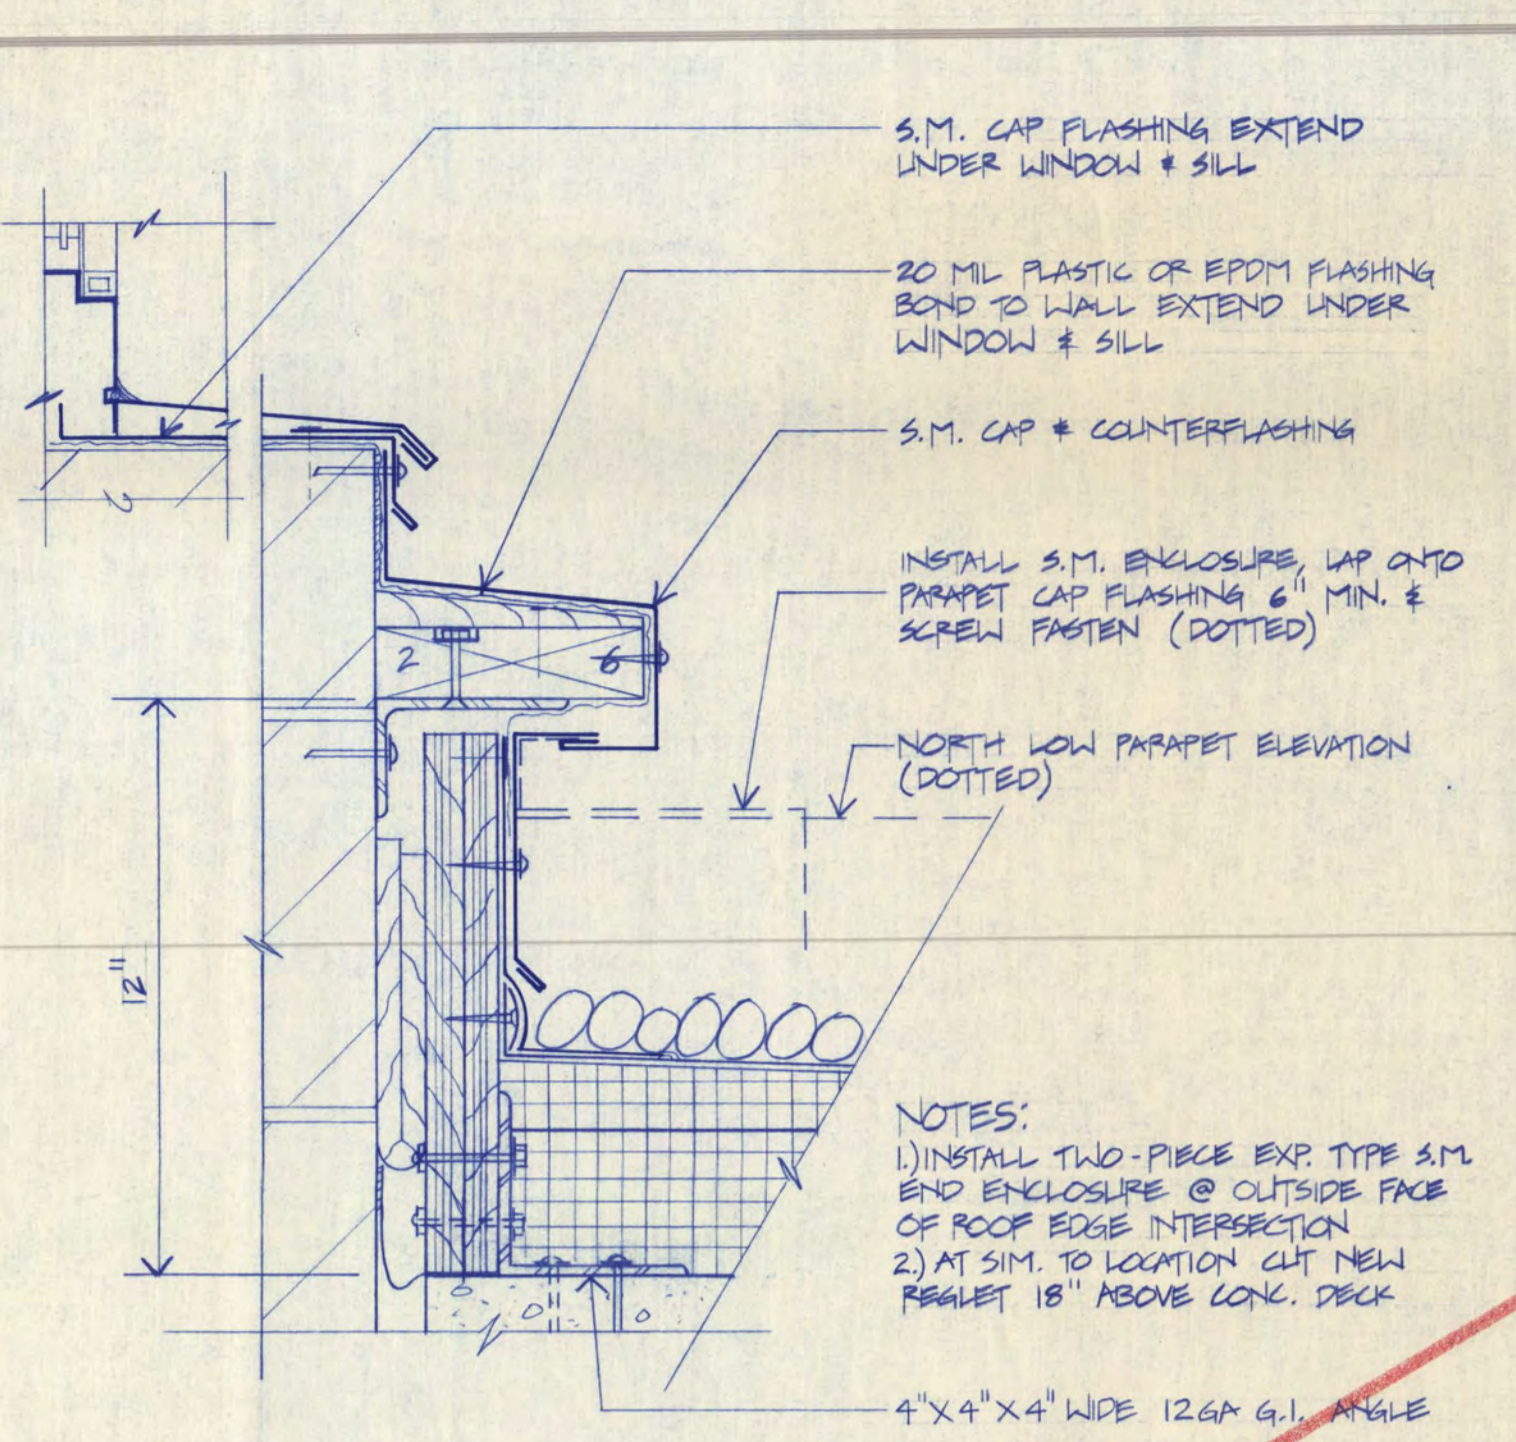 S.M. CAP FLASHING EXTEND
UNDER WINDOW & SILL
20 MIL PLASTIC OR EPDM FLASHING
BOND TO WALL EXTEND UNDER
WINDOW & SILL
S.M. CAP & COUNTERFLASHING
INSTALL S.M. ENCLOSURE, LAP ONTO
PARAPET CAP FLASHING 6" MIN. &
SCREW FASTEN (DOTTED)
2 6
NORTH LOW PARAPET ELEVATION
(DOTTED)
12"
NOTES:
1.) INSTALL TWO-PIECE EXP. TYPE S.M.
END ENCLOSURE @ OUTSIDE FACE
OF ROOF EDGE INTERSECTION
2.) AT SIM. TO LOCATION CUT NEW
REGLET 18" ABOVE CONC. DECK
4"X4"X4" WIDE 12GA G.I. ANGLE